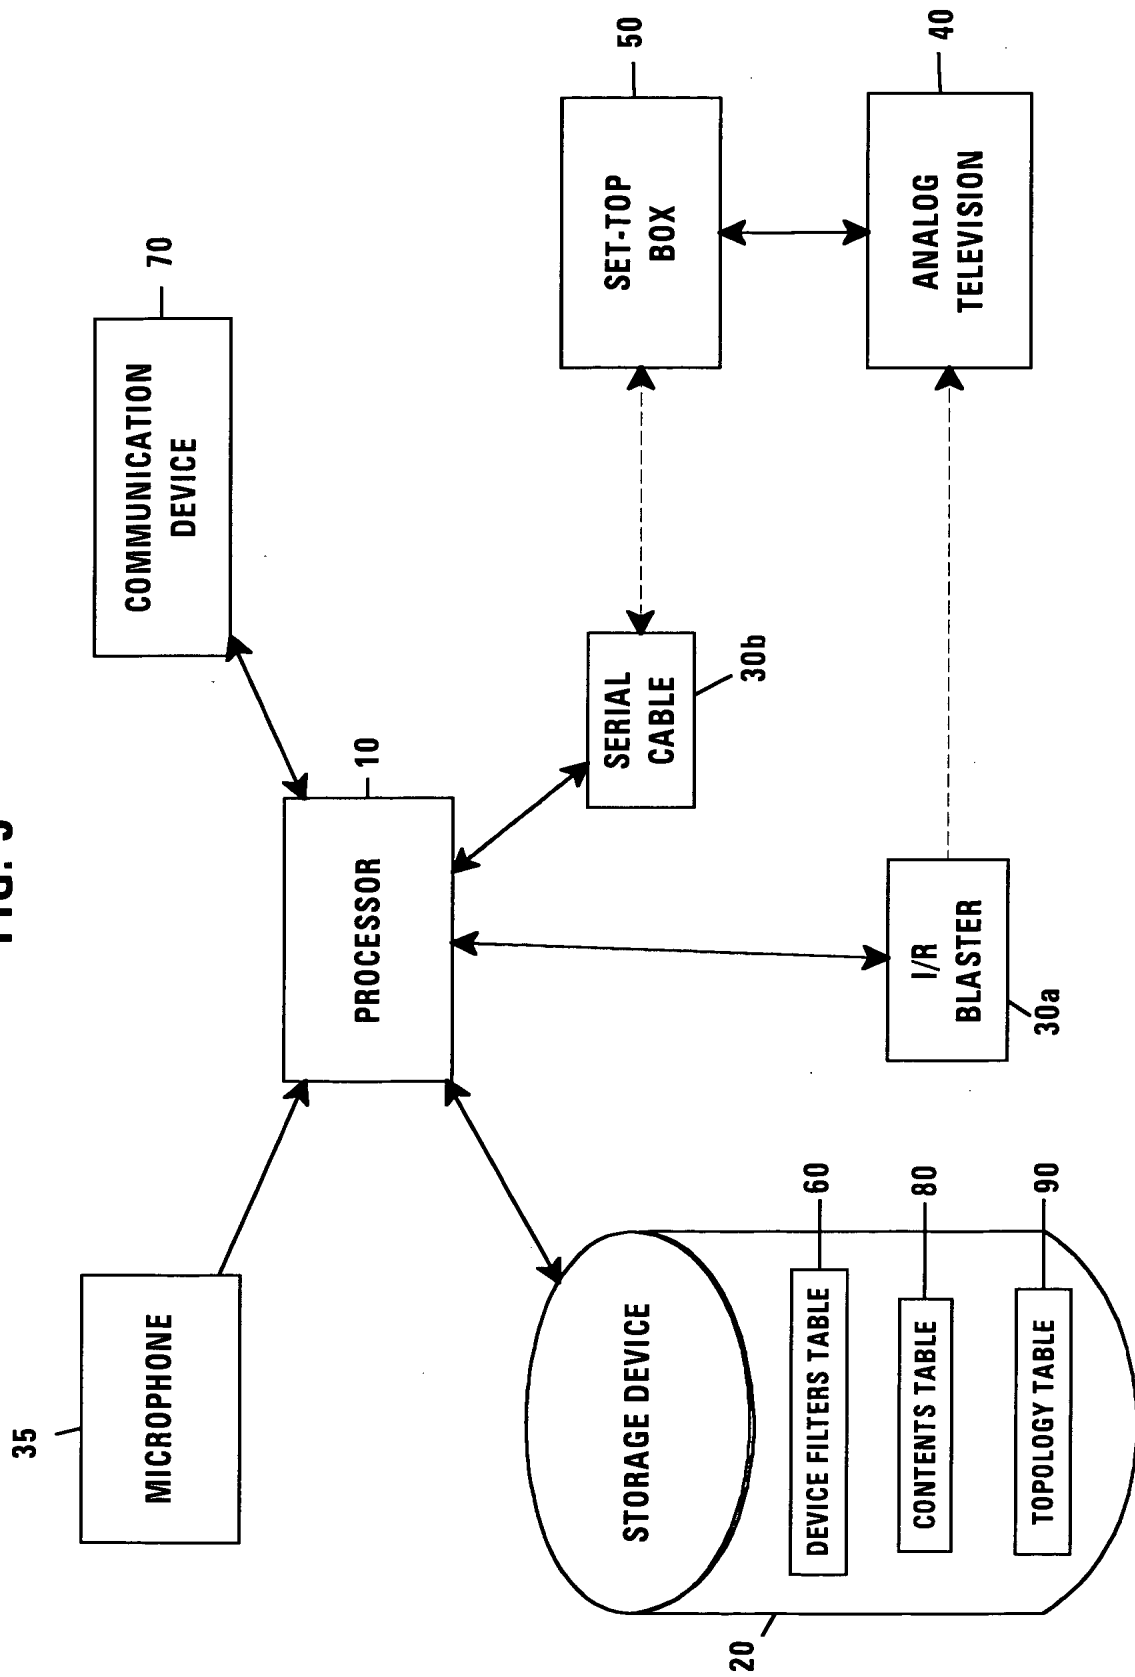 FIG.
35
MICROPHONE
COMMUNICATION
DEVICE
70
PROCESSOR
10
STORAGE DEVICE
DEVICE FILTERS TABLE
60
CONTENTS TABLE
80
TOPOLOGY TABLE
90
20
SERIAL
CABLE
30b
SET-TOP
BOX
50
I/R
BLASTER
30a
ANALOG
TELEVISION
40